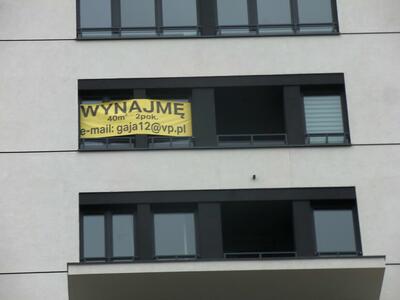 WYNAJMĘ
40m² 2pok.
e-mail: gaja12@vp.pl